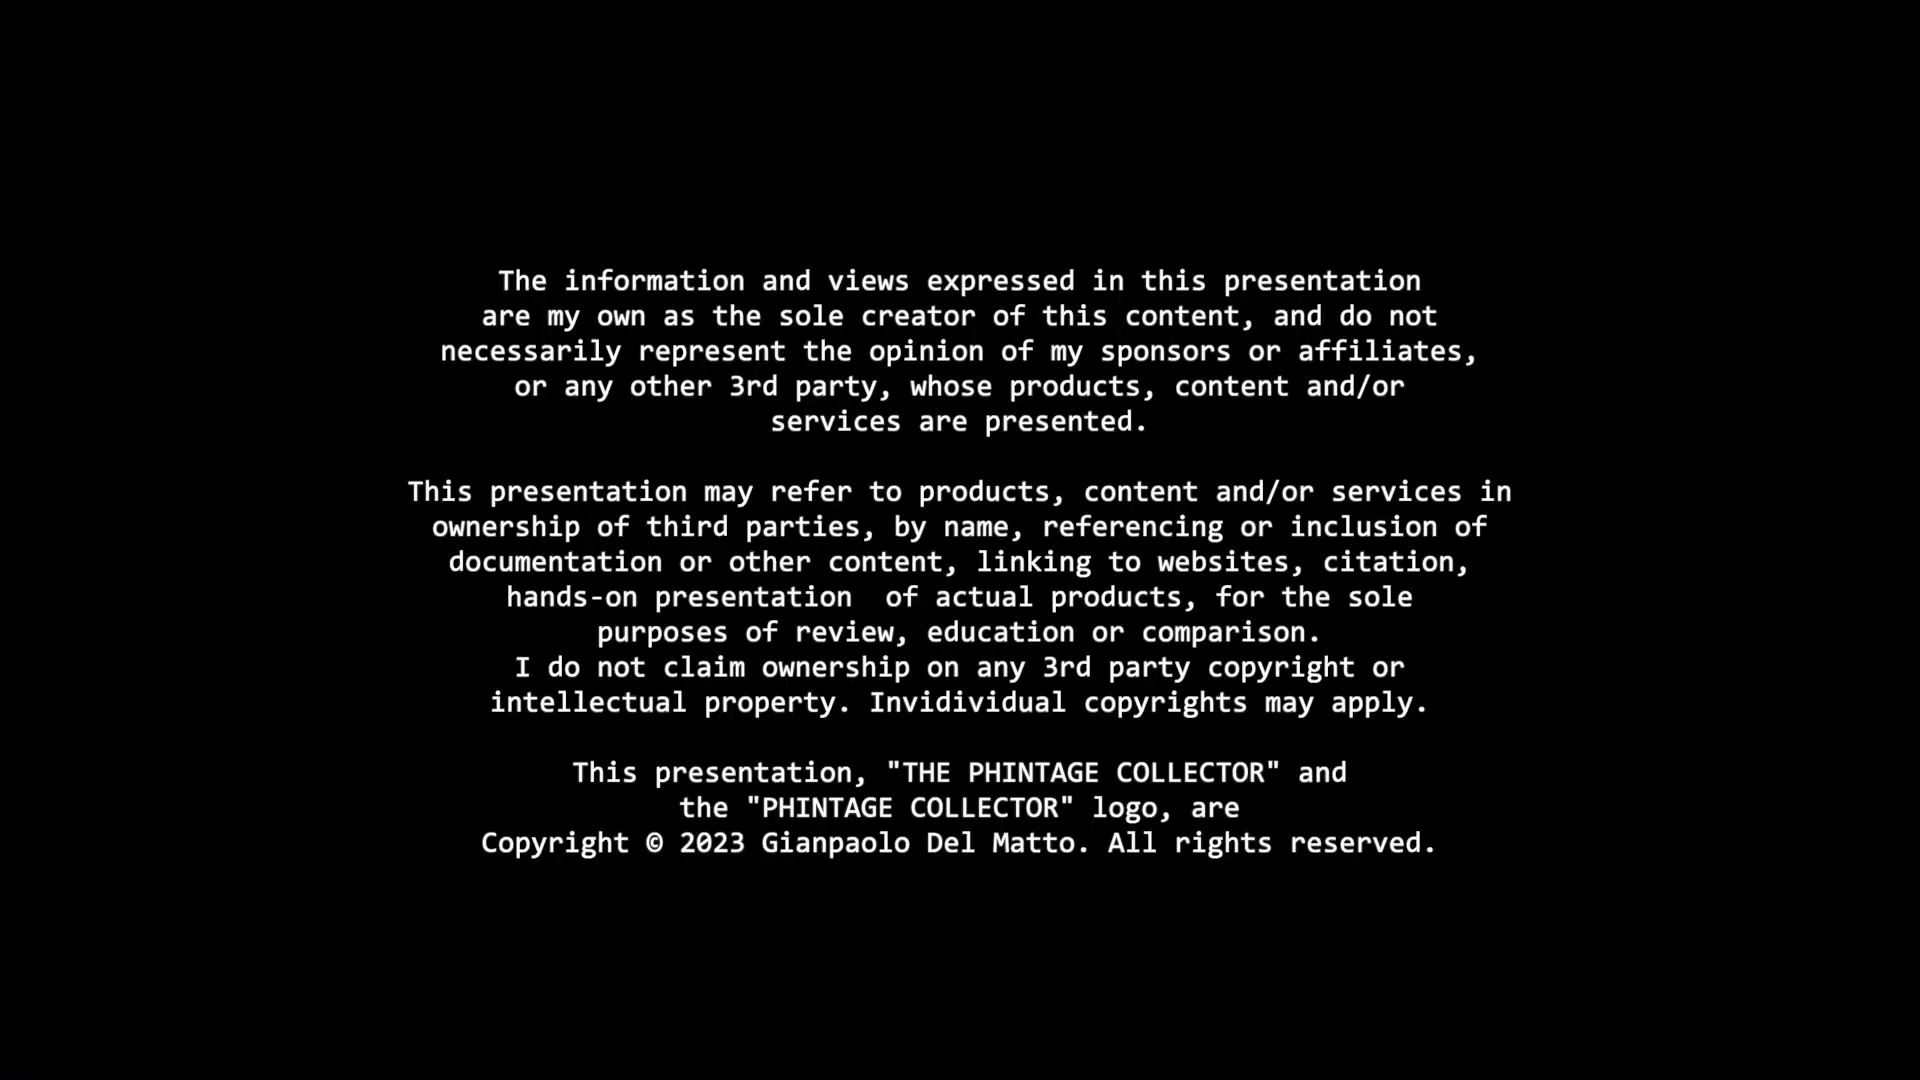 The information and views expressed in this presentation
are my own as the sole creator of this content, and do not
necessarily represent the opinion of my sponsors or affiliates,
or any other 3rd party, whose products, content and/or
services are presented.
This presentation may refer to products, content and/or services in
ownership of third parties, by name, referencing or inclusion of
documentation or other content, linking to websites, citation,
hands-on presentation  of actual products, for the sole
purposes of review, education or comparison.
I do not claim ownership on any 3rd party copyright or
intellectual property. Invidividual copyrights may apply.
This presentation, "THE PHINTAGE COLLECTOR" and
the "PHINTAGE COLLECTOR" logo, are
Copyright © 2023 Gianpaolo Del Matto. All rights reserved.